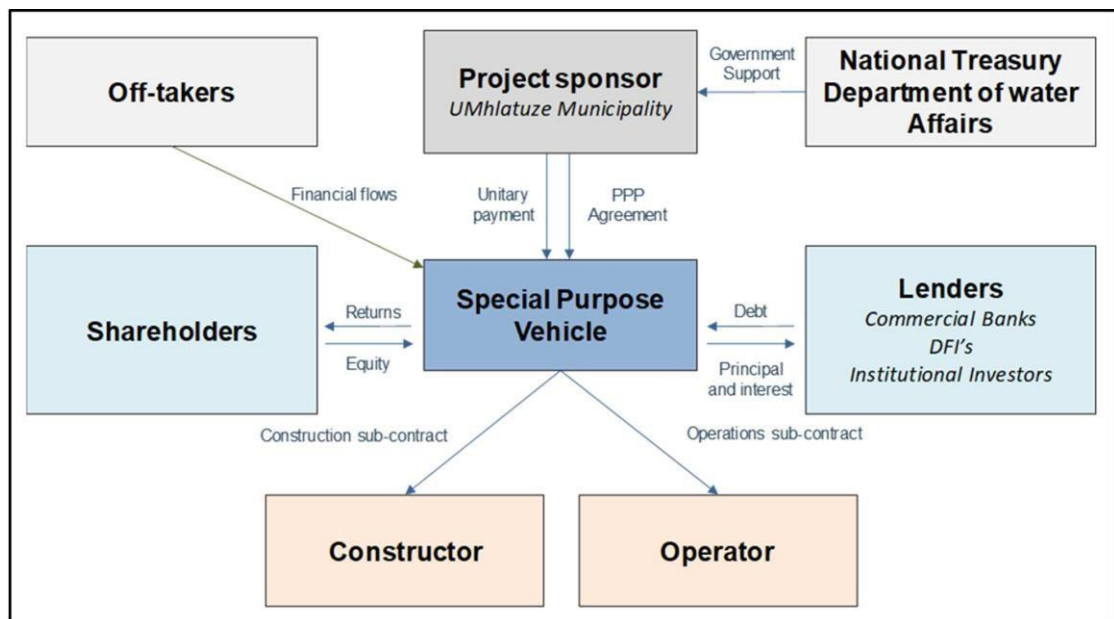 Off-takers
Project sponsor
UMhlatuze Municipality
Government
Support
National Treasury
Department of water
Affairs
Financial flows
Unitary
payment
PPP
Agreement
Shareholders
Returns
Equity
Special Purpose
Vehicle
Debt
Principal
and interest
Lenders
Commercial Banks
DFI's
Institutional Investors
Construction sub-contract
Operations sub-contract
Constructor
Operator